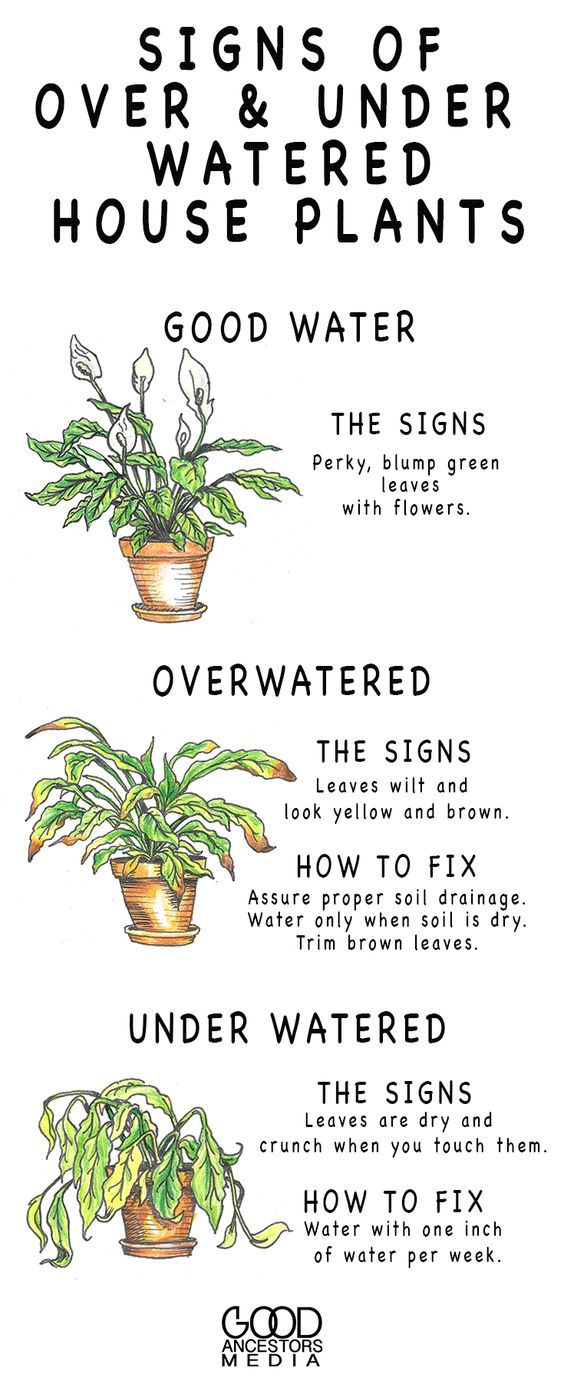 SIGNS OF
OVER & UNDER
WATERED
HOUSE PLANTS
GOOD WATER
THE SIGNS
Perky, blump green
leaves
with flowers.
OVERWATERED
THE SIGNS
Leaves wilt and
look yellow and brown.
HOW TO FIX
Assure proper soil drainage.
Water only when soil is dry.
Trim brown leaves.
UNDER WATERED
THE SIGNS
Leaves are dry and
crunch when you touch them.
HOW TO FIX
Water with one inch
of water per week.
GOOD
ANCESTORS
MEDIA